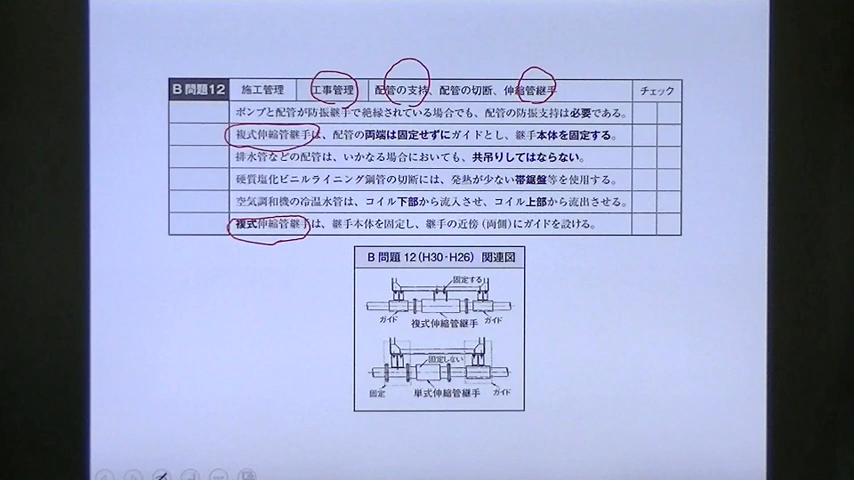 B 問題12 施工管理 工事管理 配管の支持、配管の切断、伸縮管継手 チェック
ポンプと配管が防振継手で絶縁されている場合でも、配管の防振支持は必要である。
複式伸縮管継手は、配管の両端は固定せずにガイドとし、継手本体を固定する。
排水管などの配管は、いかなる場合においても、共吊りしてはならない。
硬質塩化ビニルライニング鋼管の切断には、発熱が少ない帯鋸盤等を使用する。
空気調和機の冷温水管は、コイル下部から流入させ、コイル上部から流出させる。
複式伸縮管継手は、継手本体を固定し、継手の近傍（両側）にガイドを設ける。
B 問題 12（H30-H26） 関連図
固定する
ガイド ガイド
複式伸縮管継手
固定しない
固定 ガイド
単式伸縮管継手